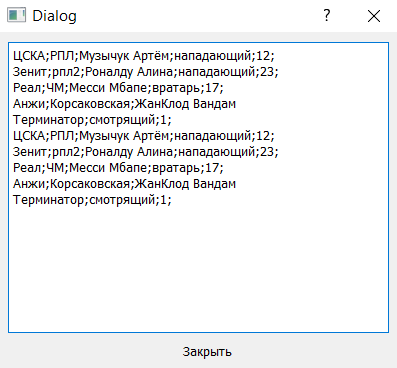 Dialog
ЦСКА;РПЛ;Музычук Артём;нападающий;12;
Зенит;рпл2;Роналду Алина;нападающий;23;
Реал;ЧМ;Месси Мбапе;вратарь;17;
Анжи;Корсаковская;ЖанКлод Вандам
Терминатор;смотрящий;1;
ЦСКА;РПЛ;Музычук Артём;нападающий;12;
Зенит;рпл2;Роналду Алина;нападающий;23;
Реал;ЧМ;Месси Мбапе;вратарь;17;
Анжи;Корсаковская;ЖанКлод Вандам
Терминатор;смотрящий;1;
Закрыть